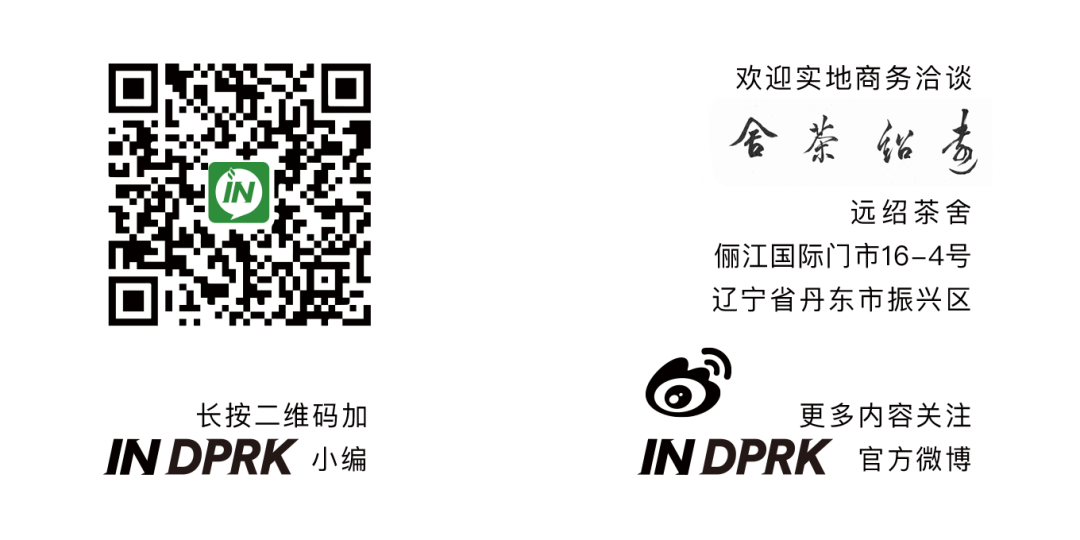 IN
长按二维码加
IN DPRK 小编
欢迎实地商务洽谈
舍茶绍远
远绍茶舍
俪江国际门市16-4号
辽宁省丹东市振兴区
更多内容关注
IN DPRK 官方微博